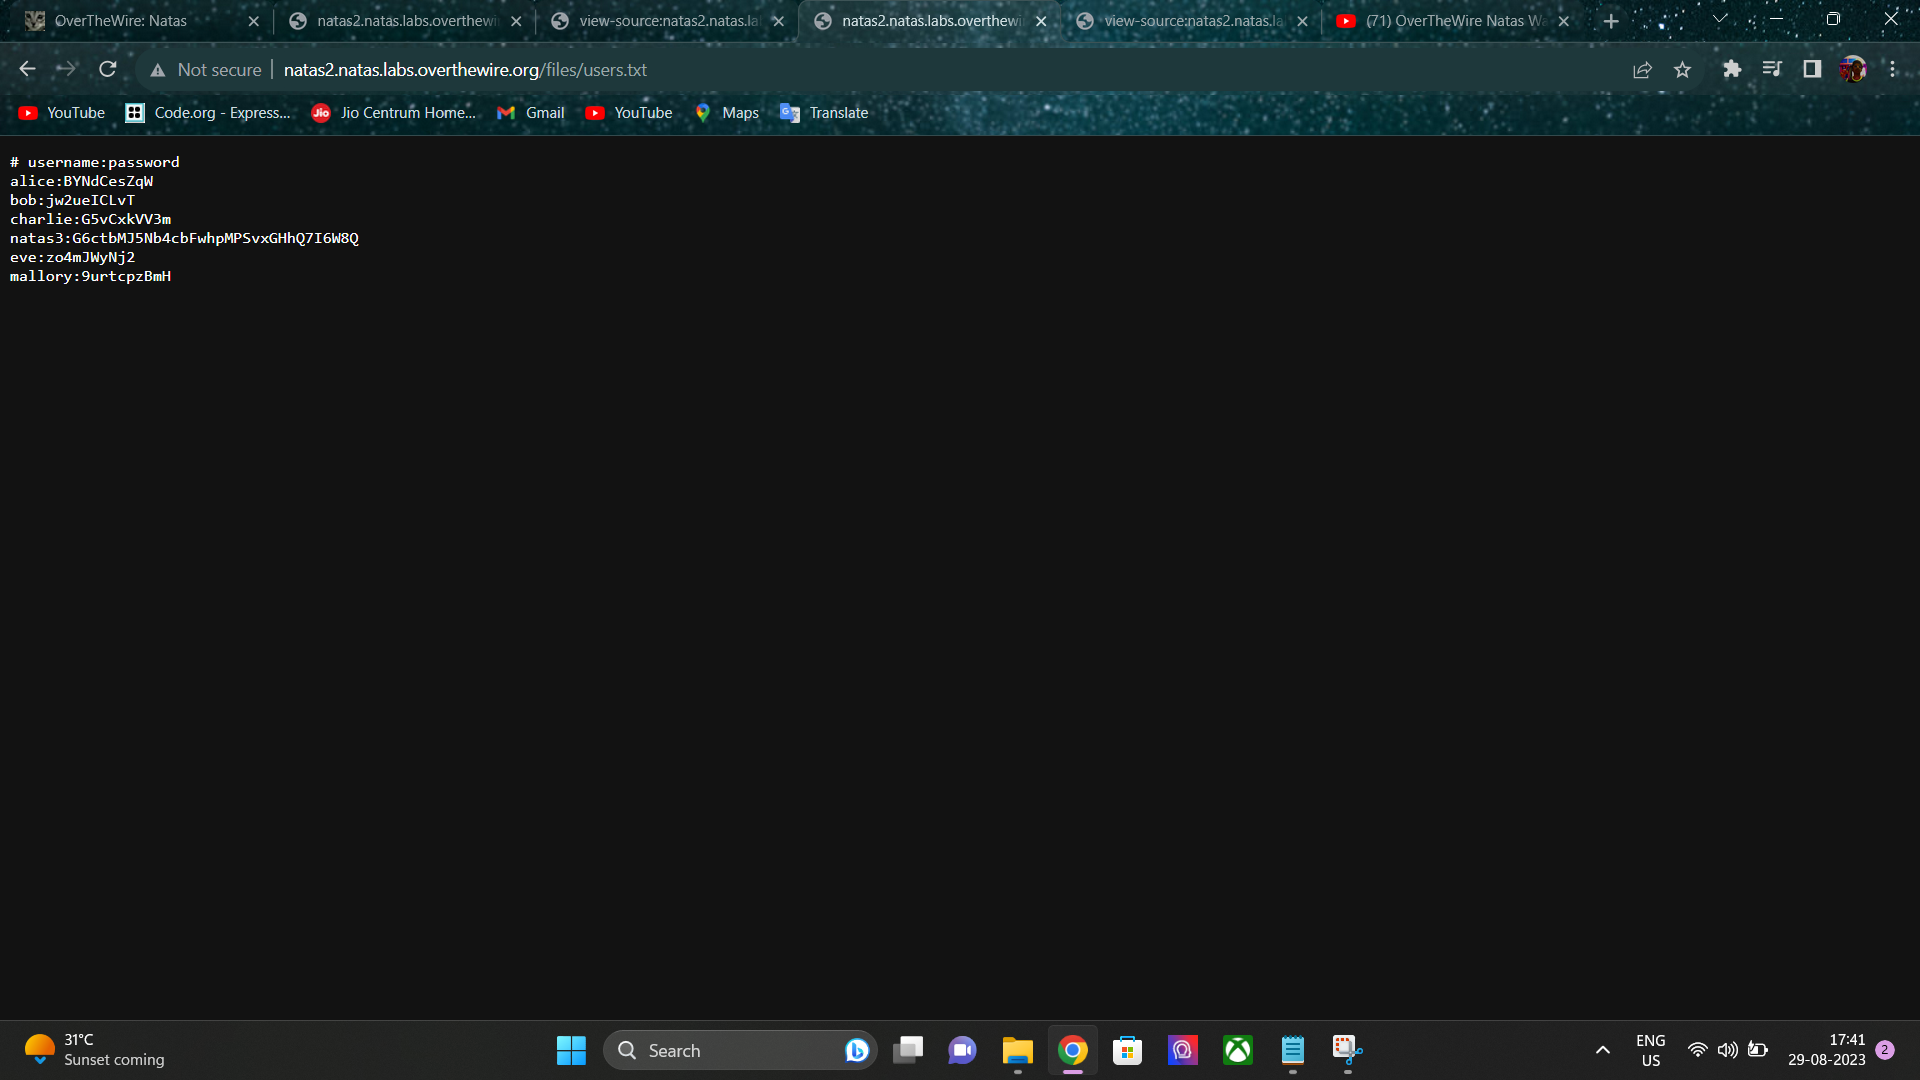 OverTheWire: Natas
natas2.natas.labs.overthewi
view-source:natas2.natas.la
natas2.natas.labs.overthewi
view-source:natas2.natas.la
(71) OverTheWire Natas Wa
Not secure
natas2.natas.labs.overthewire.org/files/users.txt
YouTube
Code.org - Express...
Jio Centrum Home...
Gmail
YouTube
Maps
Translate
# username:password
alice:BYNdCesZqW
bob:jw2ueICLvT
charlie:G5vCxkVV3m
natas3:G6ctbMJ5Nb4cbFwhpMPSvxGHhQ7I6W8Q
eve:zo4mJWyNj2
mallory:9urtcpzBmH
31°C
Sunset coming
Search
ENG
US
17:41
29-08-2023
2